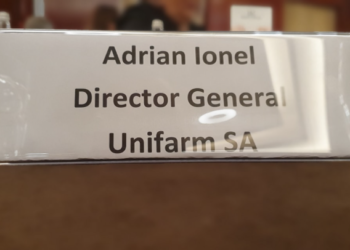 Adrian Ionel
Director General
Unifarm SA